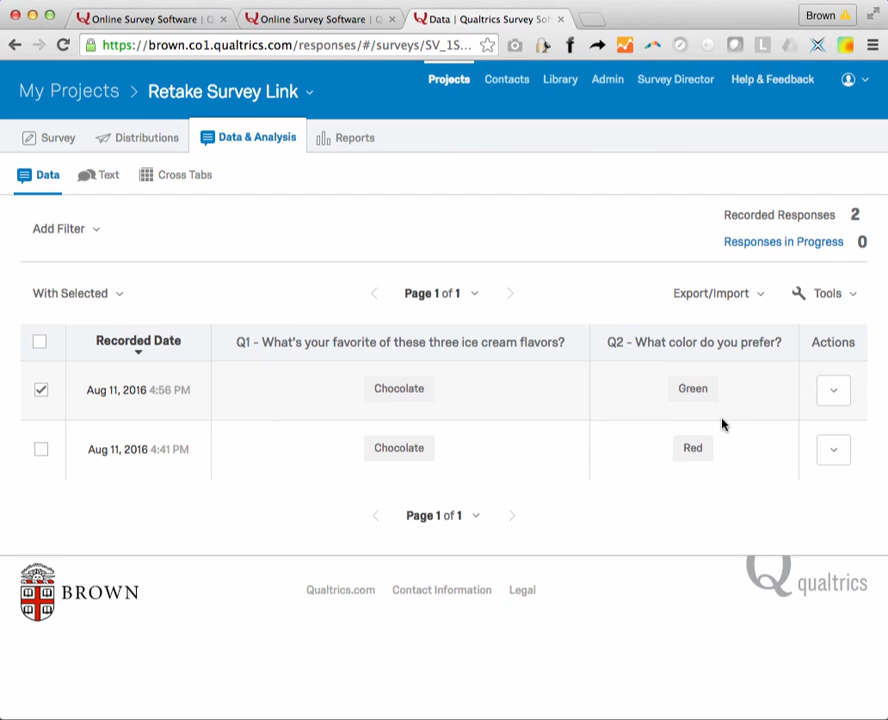 Online Survey Software | Q
Online Survey Software | Q
Data | Qualtrics Survey Sof
Brown
https://brown.co1.qualtrics.com/responses/#/surveys/SV_1S...
My Projects > Retake Survey Link
Projects Contacts Library Admin Survey Director Help & Feedback
Survey Distributions Data & Analysis Reports
Data Text Cross Tabs
Add Filter
Recorded Responses 2
Responses in Progress 0
With Selected Page 1 of 1 Export/Import Tools
Recorded Date Q1 - What's your favorite of these three ice cream flavors? Q2 - What color do you prefer? Actions
Aug 11, 2016 4:56 PM Chocolate Green
Aug 11, 2016 4:41 PM Chocolate Red
Page 1 of 1
BROWN Qualtrics.com Contact Information Legal qualtrics